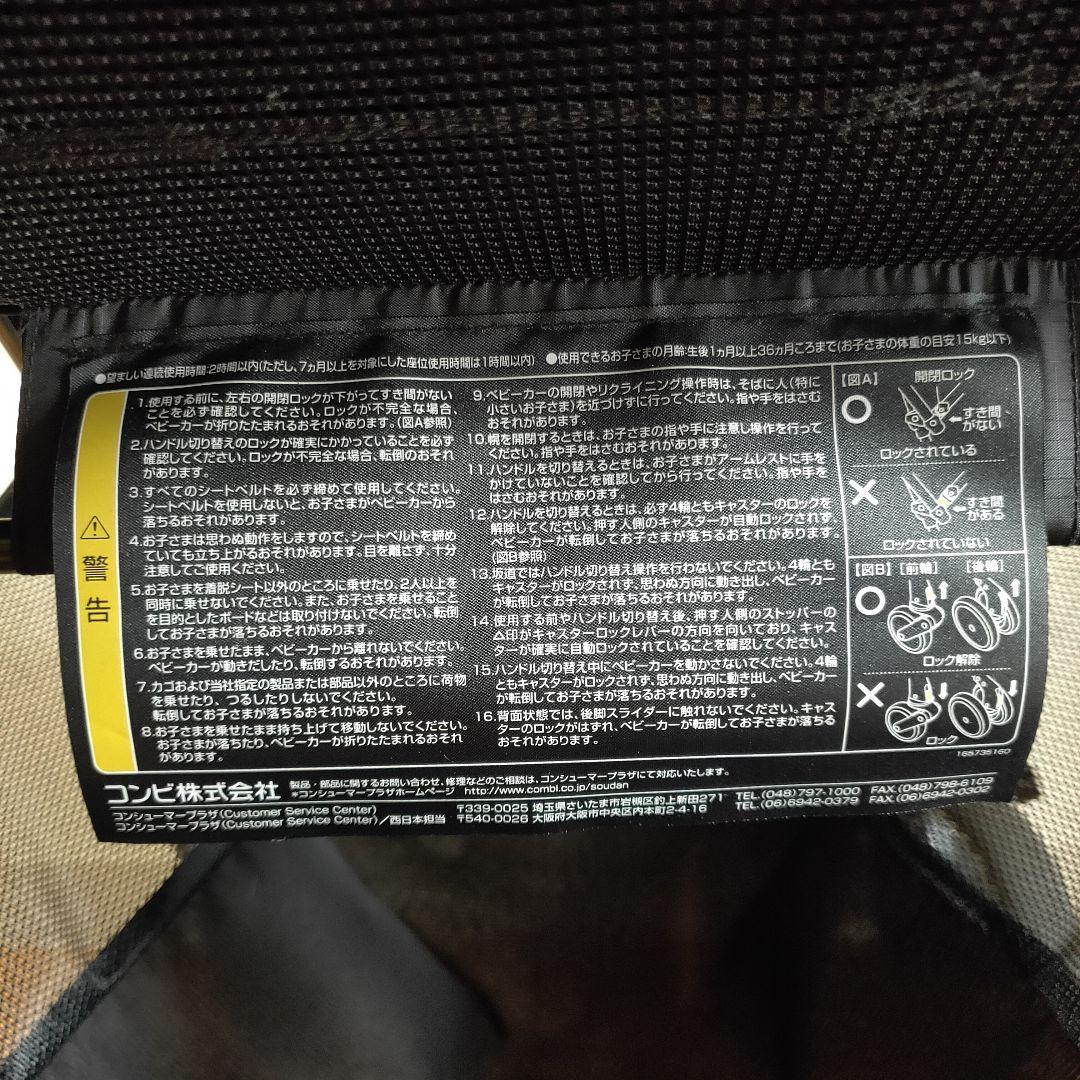 ●望ましい連続使用時間:2時間以内(ただし、7ヵ月以上を対象にした座位使用時間は1時間以内) ●使用できるお子さまの月齢:生後1ヵ月以上36ヵ月ころまで(お子さまの体重の目安15kg以下)
警告
1.使用する前に、左右の開閉ロックが下がってすき間がない
ことを必ず確認してください。ロックが不完全な場合、
ベビーカーが折りたたまれるおそれがあります。(図A参照)
2.ハンドル切り替えのロックが確実にかかっていることを必ず
確認してください。ロックが不完全な場合、転倒のおそれ
があります。
3.すべてのシートベルトを必ず締めて使用してください。
シートベルトを使用しないと、お子さまがベビーカーから
落ちるおそれがあります。
4.お子さまは思わぬ動作をしますので、シートベルトを締め
ていても立ち上がるおそれがあります。目を離さず、十分
注意してご使用ください。
5.お子さまを着脱シート以外のところに乗せたり、2人以上を
同時に乗せないでください。また、お子さまを乗せること
を目的としたボードなどは取り付けないでください。転倒
してお子さまが落ちるおそれがあります。
6.お子さまを乗せたまま、ベビーカーから離れないでください。
ベビーカーが動きだしたり、転倒するおそれがあります。
7.カゴおよび当社指定の製品または部品以外のところに荷物
を乗せたり、つるしたりしないでください。
転倒してお子さまが落ちるおそれがあります。
8.お子さまを乗せたまま持ち上げて移動しないでください。
お子さまが落ちたり、ベビーカーが折りたたまれるおそれ
があります。
9.ベビーカーの開閉やリクライニング操作時は、そばに人(特に
小さいお子さま)を近づけずに行ってください。指や手をはさむ
おそれがあります。
10.幌を開閉するときは、お子さまの指や手に注意し操作を行って
ください。指や手をはさむおそれがあります。
11.ハンドルを切り替えるときは、お子さまがアームレストに手を
かけていないことを確認してから行ってください。指や手を
はさむおそれがあります。
12.ハンドルを切り替えるときは、必ず4輪ともキャスターのロックを
解除してください。押す人側のキャスターが自動ロックされず、
ベビーカーが転倒してお子さまが落ちるおそれがあります。
(図B参照)
13.坂道ではハンドル切り替え操作を行わないでください。4輪とも
キャスターがロックされず、思わぬ方向に動き出し、ベビーカー
が転倒してお子さまが落ちるおそれがあります。
14.使用する前やハンドル切り替え後、押す人側のストッパーの
△印がキャスターロックレバーの方向を向いており、キャス
ターが確実に自動ロックされていることを確認してください。
15.ハンドル切り替え中にベビーカーを動かさないでください。4輪
ともキャスターがロックされず、思わぬ方向に動き出し、ベビーカー
が転倒してお子さまが落ちるおそれがあります。
16.背面状態では、後脚スライダーに触れないでください。キャス
ターのロックがはずれ、ベビーカーが転倒してお子さまが落ちる
おそれがあります。
【図A】 開閉ロック
すき間
がない
ロックされている
すき間
がある
ロックされていない
【図B】 【前輪】 【後輪】
ロック解除
ロック
165735160
コンビ株式会社 製品・部品に関するお問い合わせ、修理などのご相談は、コンシューマープラザにて対応いたします。
*コンシューマープラザホームページ http://www.combi.co.jp/soudan
コンシューマープラザ(Customer Service Center) 〒339-0025 埼玉県さいたま市岩槻区釣上新田271 TEL.(048)797-1000 FAX.(048)798-6109
コンシューマープラザ(Customer Service Center)/西日本担当 〒540-0026 大阪府大阪市中央区内本町2-4-16 TEL.(06)6942-0379 FAX.(06)6942-0302